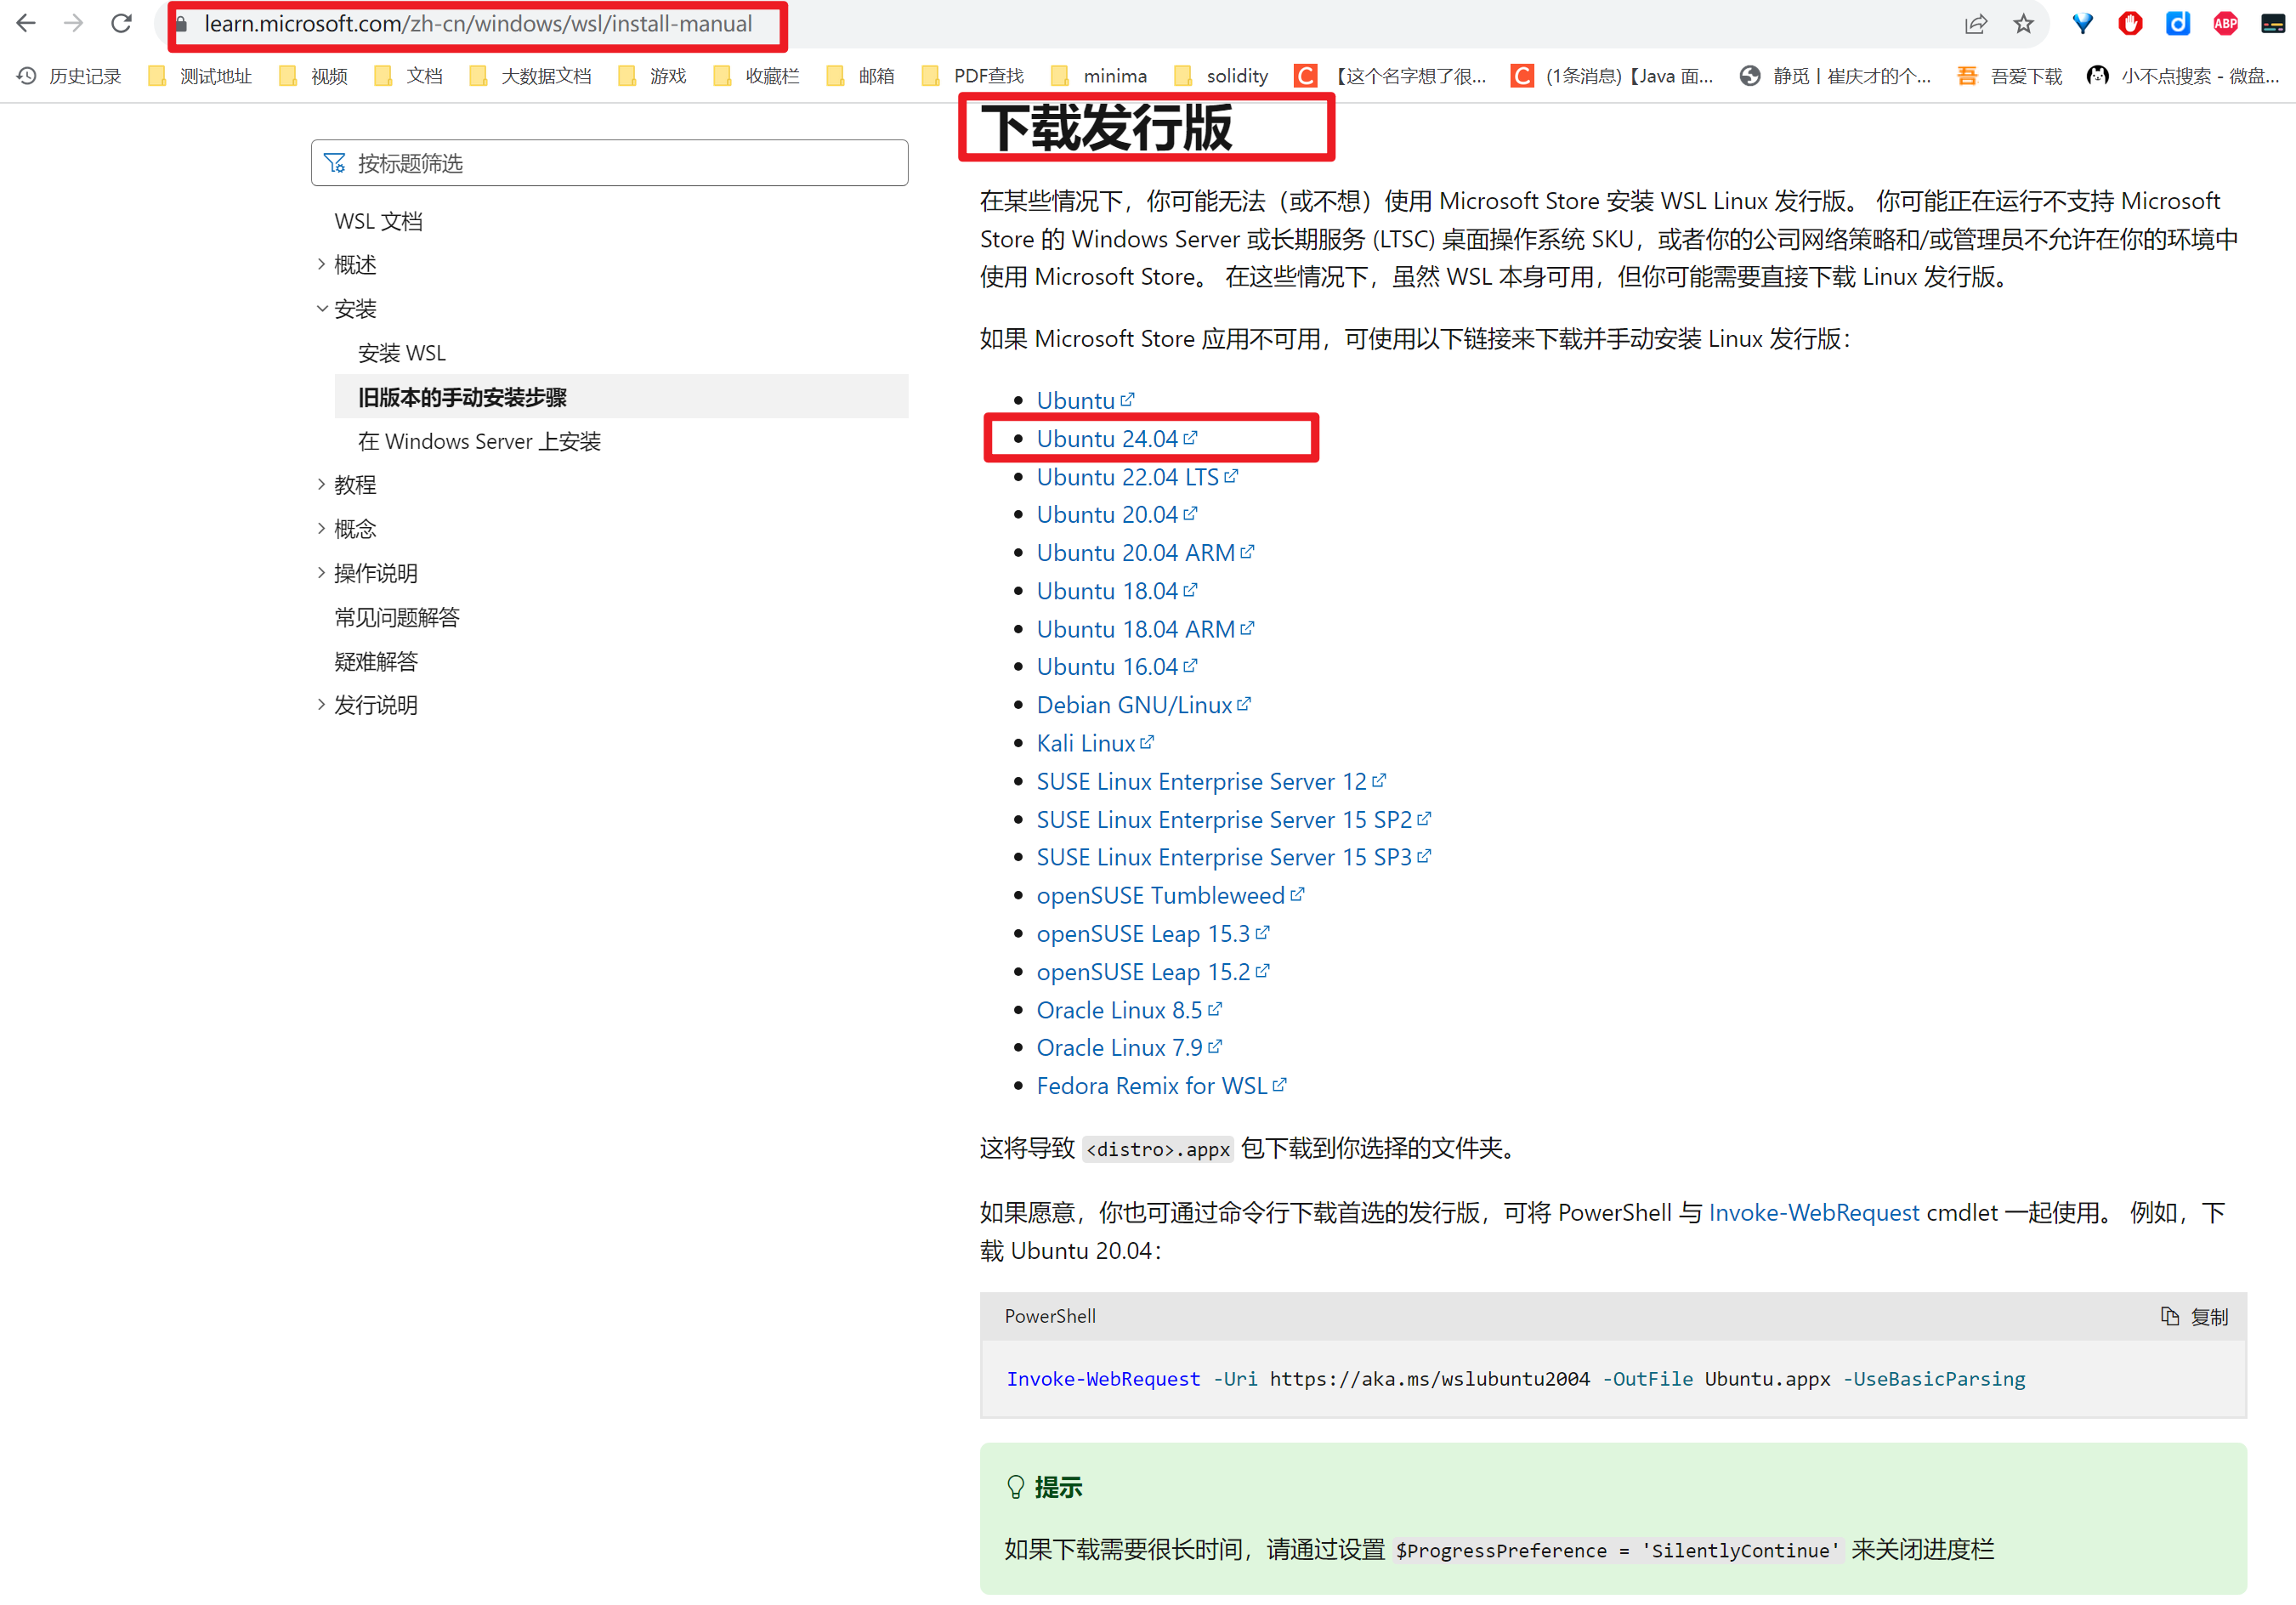 learn.microsoft.com/zh-cn/windows/wsl/install-manual
ABP
历史记录 测试地址 视频 文档 大数据文档 游戏 收藏栏 邮箱 PDF查找 minima solidity C 【这个名字想了很... C (1条消息)【Java 面... 静觅丨崔庆才的个... 吾 吾爱下载 小不点搜索 - 微盘...
按标题筛选
WSL 文档
概述
安装
安装 WSL
旧版本的手动安装步骤
在 Windows Server 上安装
教程
概念
操作说明
常见问题解答
疑难解答
发行说明
下载发行版
在某些情况下，你可能无法（或不想）使用 Microsoft Store 安装 WSL Linux 发行版。 你可能正在运行不支持 Microsoft
Store 的 Windows Server 或长期服务 (LTSC) 桌面操作系统 SKU，或者你的公司网络策略和/或管理员不允许在你的环境中
使用 Microsoft Store。 在这些情况下，虽然 WSL 本身可用，但你可能需要直接下载 Linux 发行版。
如果 Microsoft Store 应用不可用，可使用以下链接来下载并手动安装 Linux 发行版：
Ubuntu
Ubuntu 24.04
Ubuntu 22.04 LTS
Ubuntu 20.04
Ubuntu 20.04 ARM
Ubuntu 18.04
Ubuntu 18.04 ARM
Ubuntu 16.04
Debian GNU/Linux
Kali Linux
SUSE Linux Enterprise Server 12
SUSE Linux Enterprise Server 15 SP2
SUSE Linux Enterprise Server 15 SP3
openSUSE Tumbleweed
openSUSE Leap 15.3
openSUSE Leap 15.2
Oracle Linux 8.5
Oracle Linux 7.9
Fedora Remix for WSL
这将导致 <distro>.appx 包下载到你选择的文件夹。
如果愿意，你也可通过命令行下载首选的发行版，可将 PowerShell 与 Invoke-WebRequest cmdlet 一起使用。 例如，下
载 Ubuntu 20.04：
PowerShell 复制
Invoke-WebRequest -Uri https://aka.ms/wslubuntu2004 -OutFile Ubuntu.appx -UseBasicParsing
提示
如果下载需要很长时间，请通过设置 $ProgressPreference = 'SilentlyContinue' 来关闭进度栏